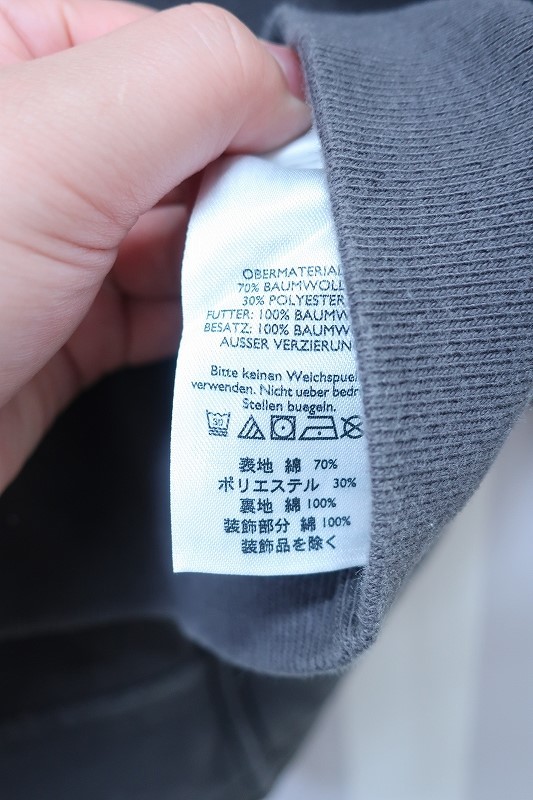 OBERMATERIAL
70% BAUMWOLL
30% POLYESTER
FUTTER: 100% BAUMW
BESATZ: 100% BAUMW
AUSSER VERZIERUN
Bitte keinen Weichspue
verwenden. Nicht ueber bedr
Stellen buegeln.
30
表地 綿 70%
ポリエステル 30%
裏地 綿 100%
装飾部分 綿 100%
装飾品を除く